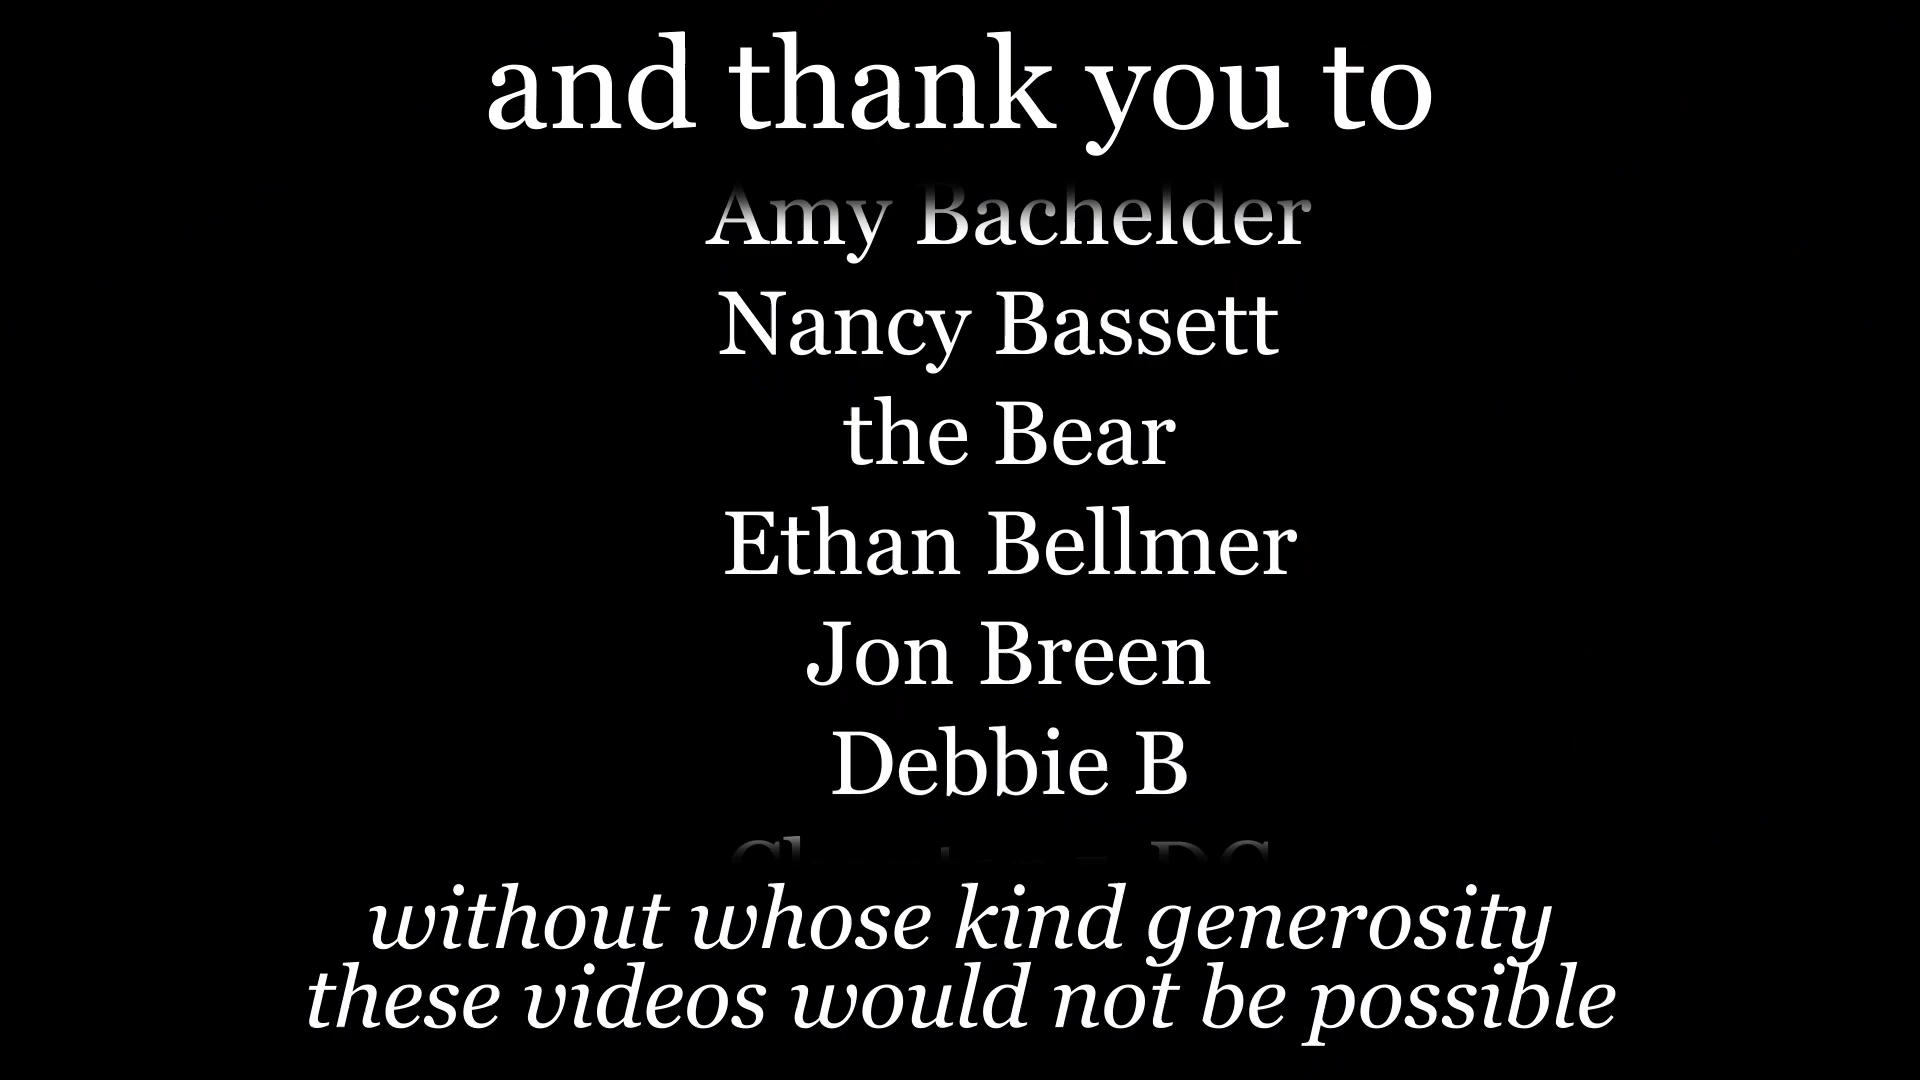 and thank you to
Amy Bachelder
Nancy Bassett
the Bear
Ethan Bellmer
Jon Breen
Debbie B
without whose kind generosity
these videos would not be possible